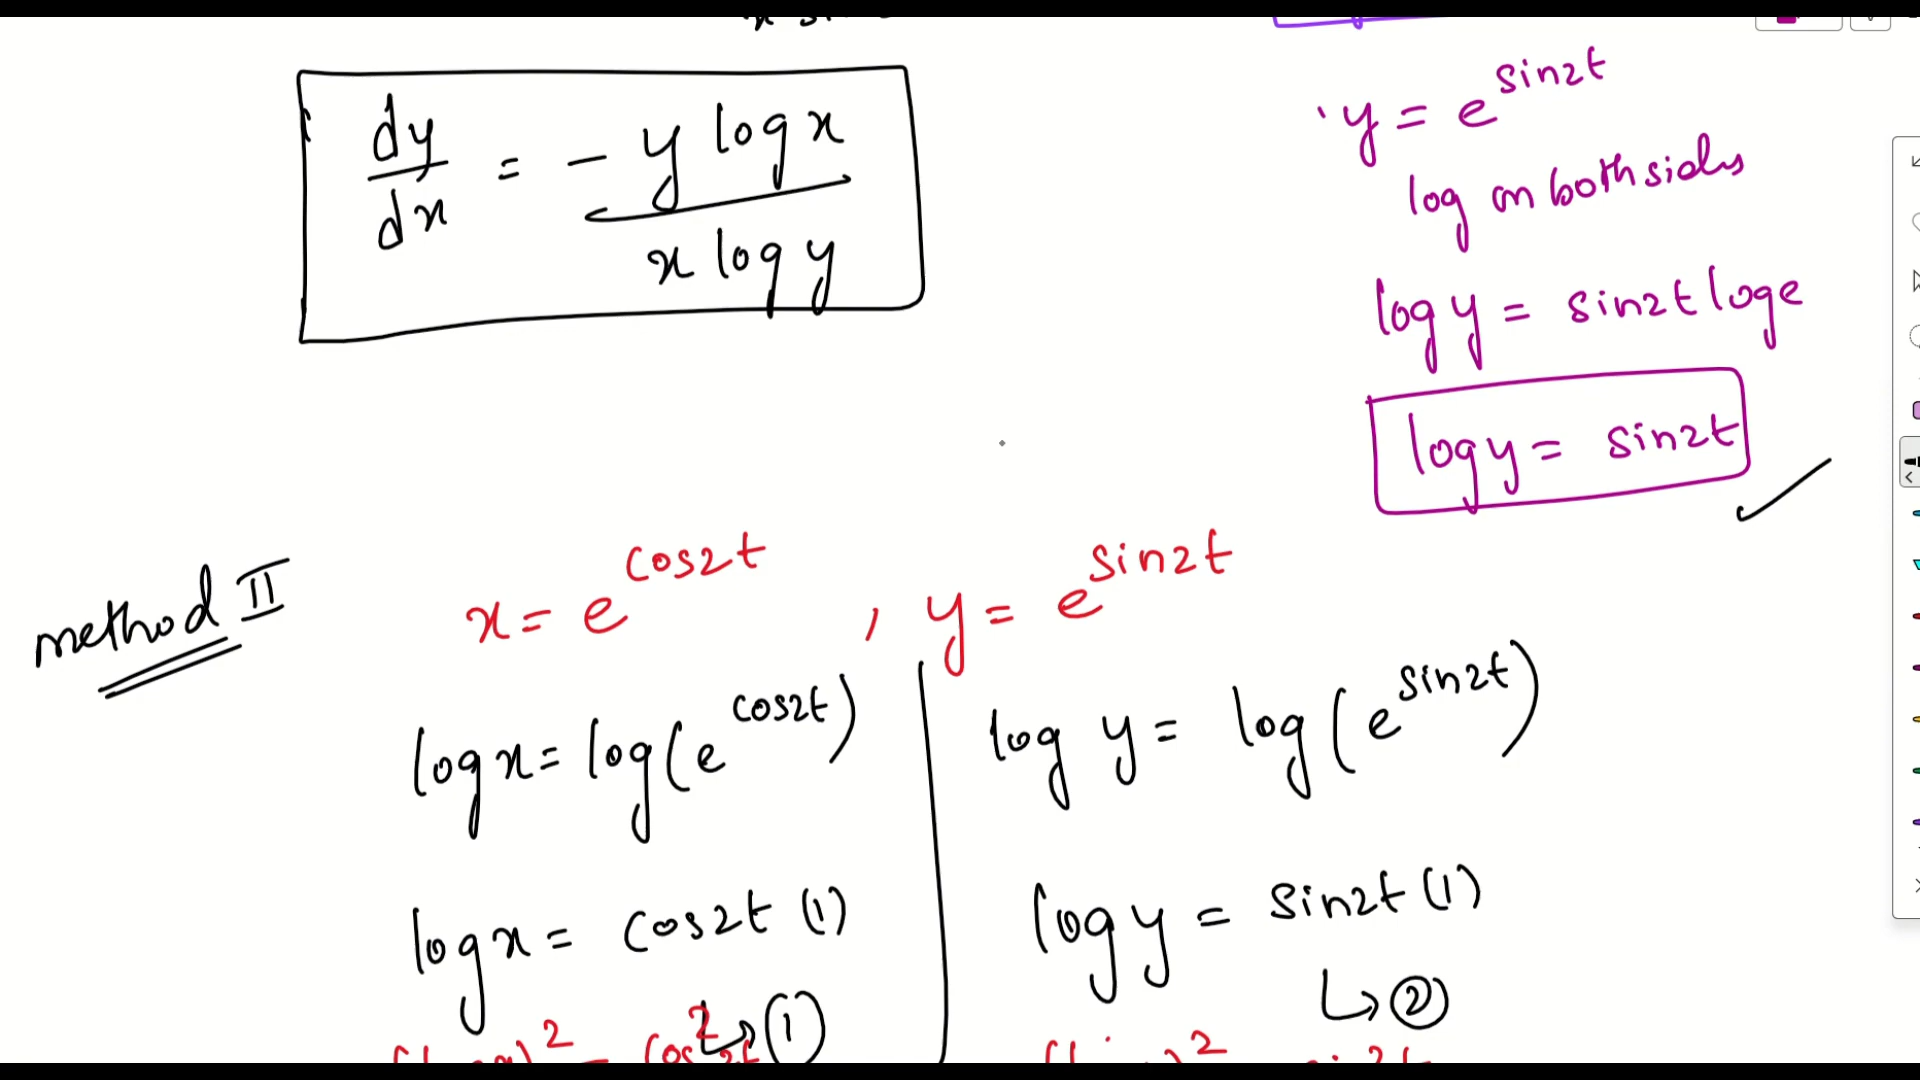 dy/dx = - y log x / x log y
y = e^sin2t
log on both sides
log y = sin2t loge
log y = sin2t
method II
x = e^cos2t , y = e^sin2t
log x = log(e^cos2t)
log y = log(e^sin2t)
log x = cos2t (1)
↳ ①
log y = sin2t (1)
↳ ②